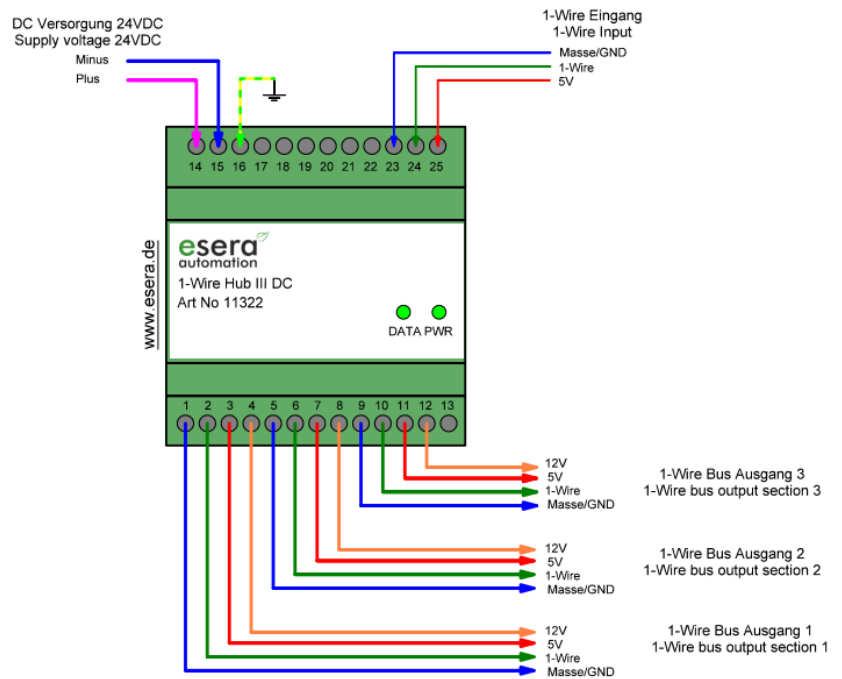 DC Versorgung 24VDC
Supply voltage 24VDC
Minus
Plus
1-Wire Eingang
1-Wire Input
Masse/GND
1-Wire
5V
14 15 16 17 18 19 20 21 22 23 24 25
www.esera.de
esera
automation
1-Wire Hub III DC
Art No 11322
DATA PWR
1 2 3 4 5 6 7 8 9 10 11 12 13
12V
5V
1-Wire
Masse/GND
1-Wire Bus Ausgang 3
1-Wire bus output section 3
12V
5V
1-Wire
Masse/GND
1-Wire Bus Ausgang 2
1-Wire bus output section 2
12V
5V
1-Wire
Masse/GND
1-Wire Bus Ausgang 1
1-Wire bus output section 1